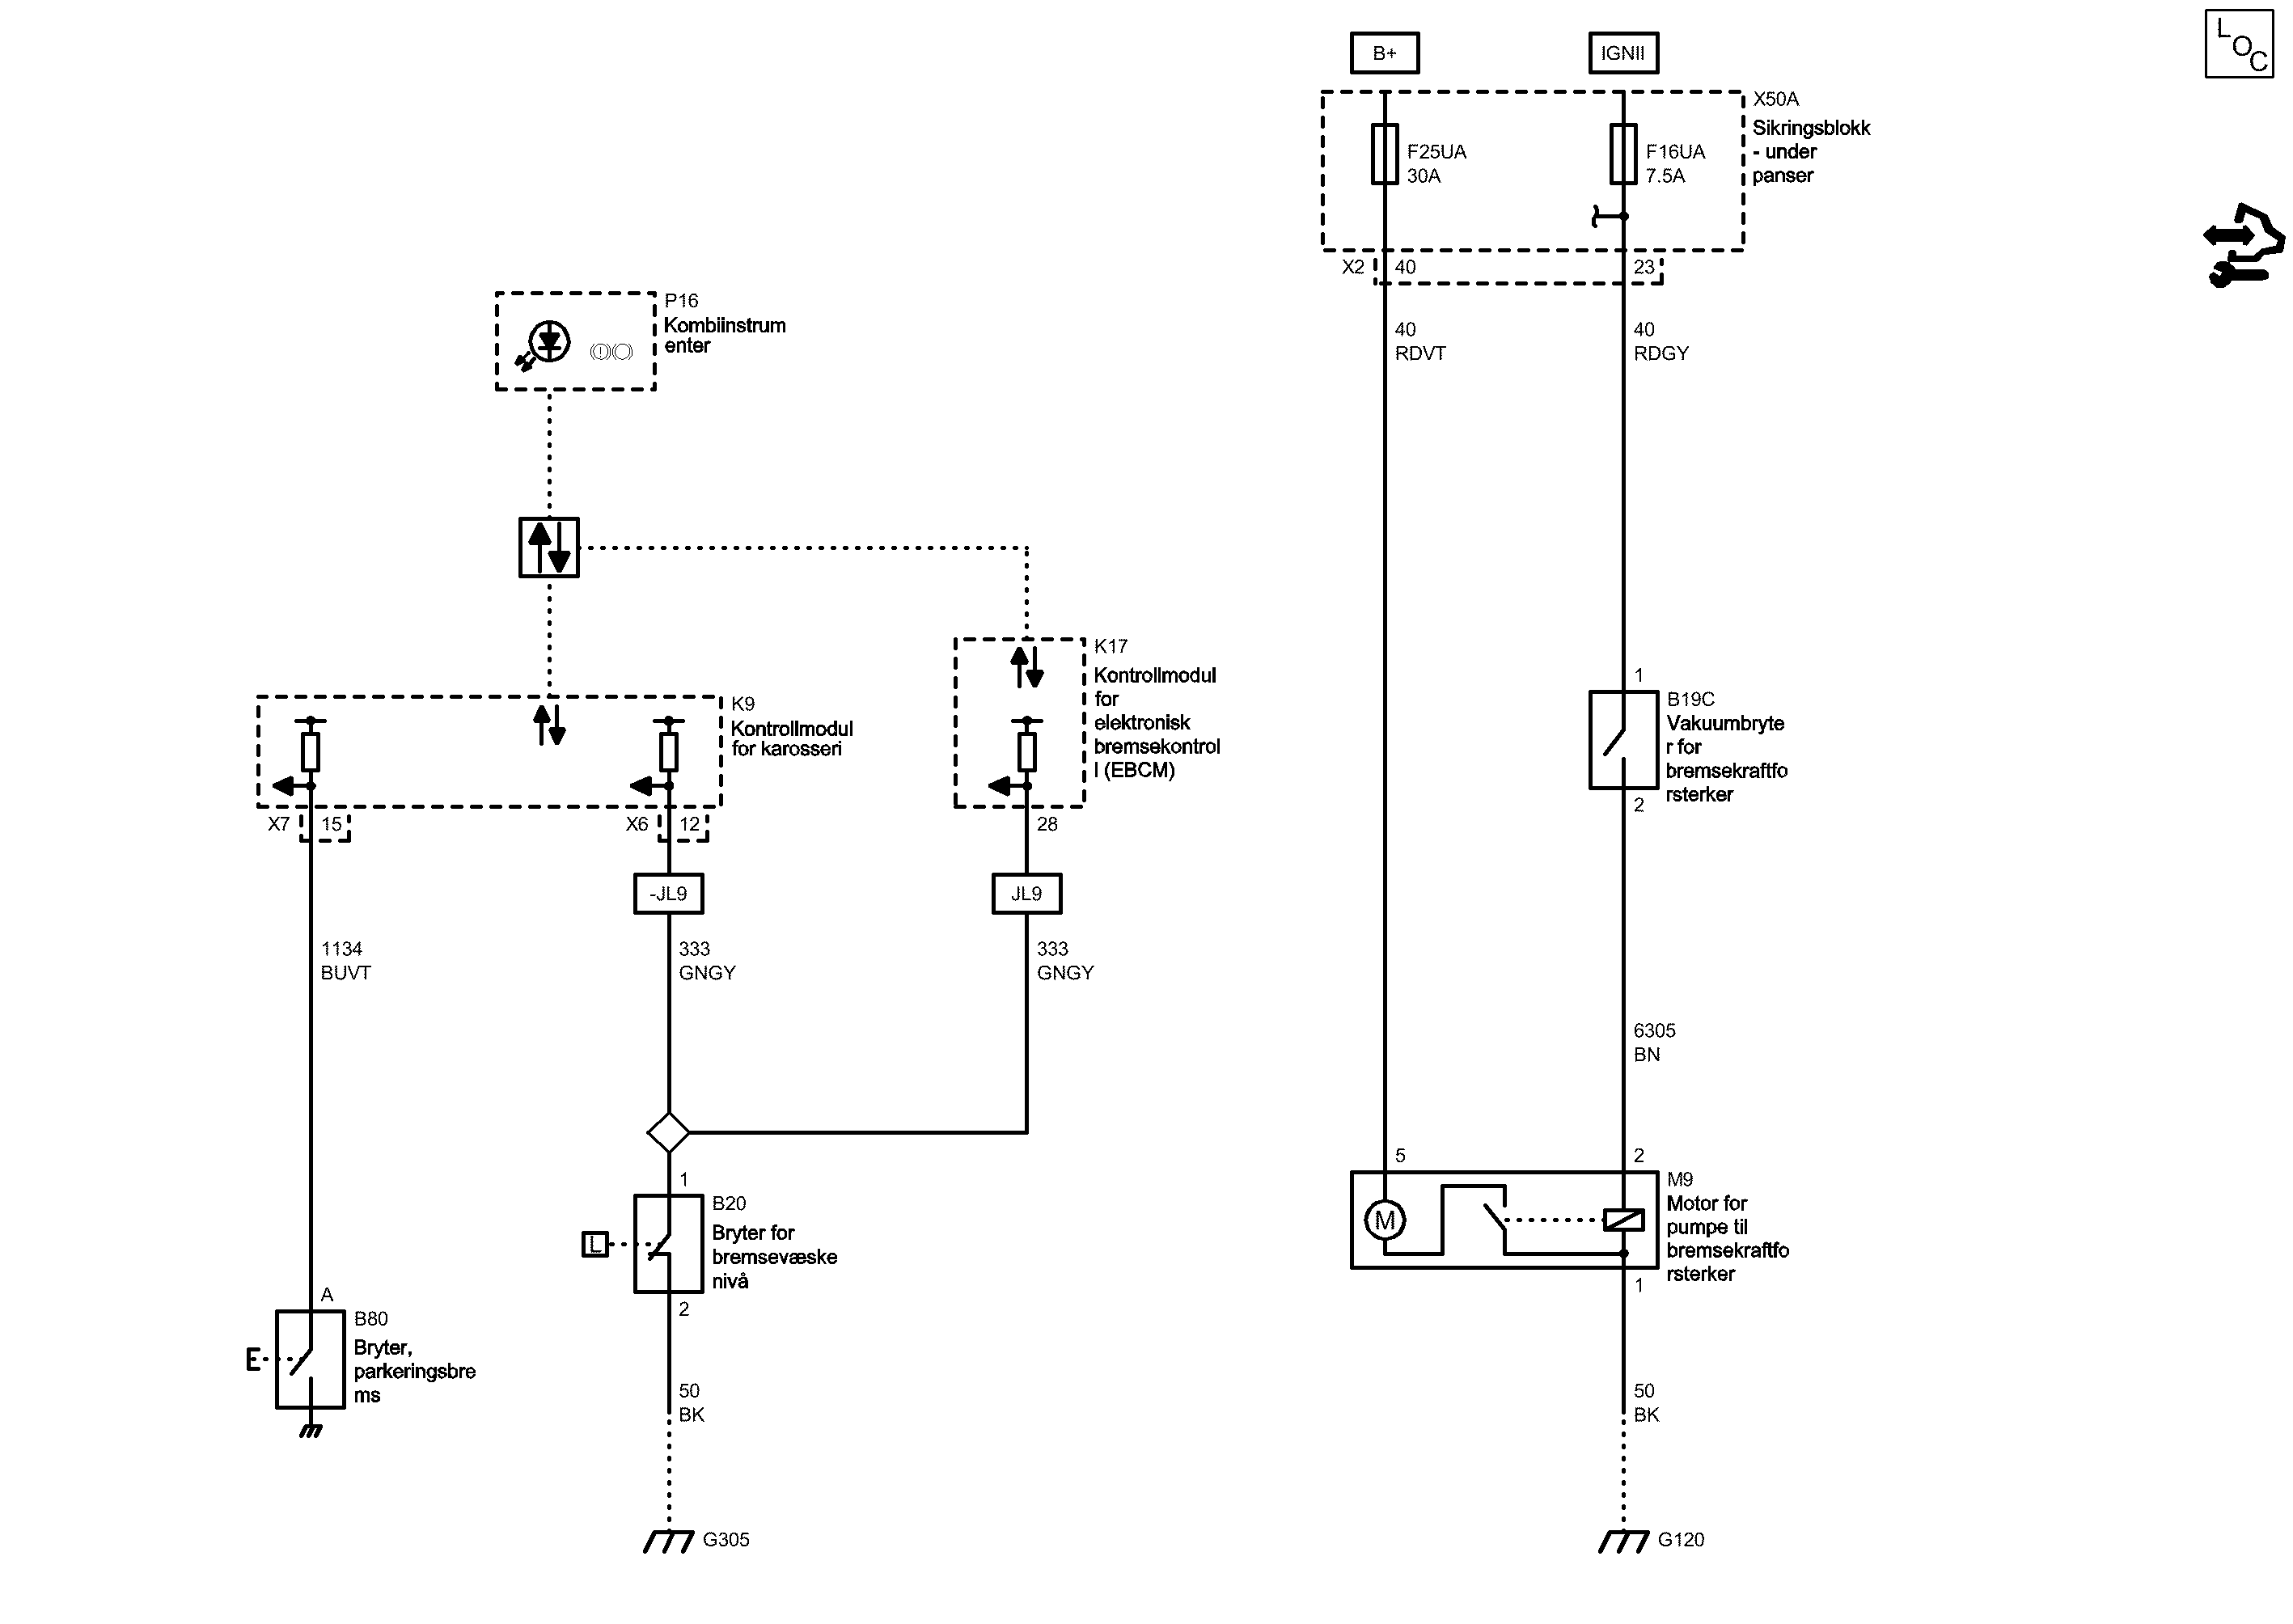 L
O
C
B+
IGNII
X50A
Sikringsblokk
- under
panser
F25UA
30A
F16UA
7.5A
X2
40
23
40
RDVT
40
RDGY
P16
Kombiinstrum
enter
K9
Kontrollmodul
for karosseri
K17
Kontrollmodul
for
elektronisk
bremsekontrol
l (EBCM)
X7
15
X6
12
28
-JL9
JL9
1134
BUVT
333
GNGY
333
GNGY
1
B19C
Vakuumbryte
r for
bremsekraftfo
rsterker
2
6305
BN
1
B20
Bryter for
bremsevæske
nivå
L
2
A
B80
Bryter,
parkeringsbre
ms
50
BK
G305
5
2
M9
Motor for
pumpe til
bremsekraftfo
rsterker
M
1
50
BK
G120